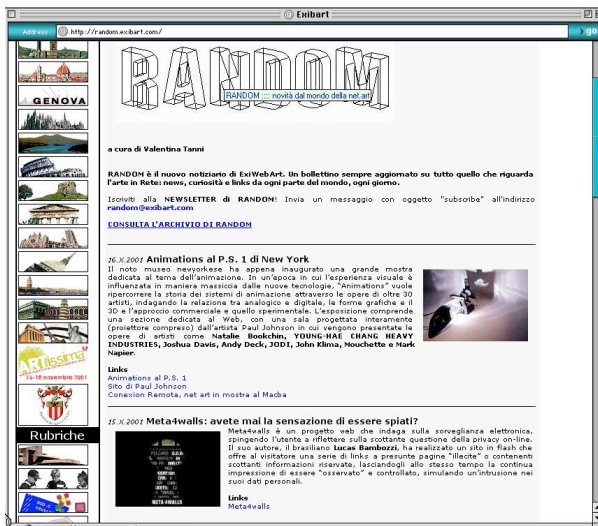 Exibart
Address
http://random.exibart.com/
go
RANDOM
RANDOM :::: novità dal mondo della net.art
GENOVA
ARTissima
16-18 novembre 2001
Rubriche
a cura di Valentina Tanni
RANDOM è il nuovo notiziario di ExiWebArt. Un bollettino sempre aggiornato su tutto quello che riguarda
l'arte in Rete: news, curiosità e links da ogni parte del mondo, ogni giorno.
Iscriviti alla NEWSLETTER di RANDOM! Invia un messaggio con oggetto "subscribe" all'indirizzo
random@exibart.com
CONSULTA L'ARCHIVIO DI RANDOM
16.X.2001 Animations al P.S. 1 di New York
Il noto museo newyorkese ha appena inaugurato una grande mostra
dedicata al tema dell'animazione. In un'epoca in cui l'esperienza visuale è
influenzata in maniera massiccia dalle nuove tecnologie, "Animations" vuole
ripercorrere la storia dei sistemi di animazione attraverso le opere di oltre 30
artisti, indagando la relazione tra analogico e digitale, le forme grafiche e il
3D e l'approccio commerciale e quello sperimentale. L'esposizione comprende
una sezione dedicata al Web, con una sala progettata interamente
(proiettore compreso) dall'artista Paul Johnson in cui vengono presentate le
opere di artisti come Natalie Bookchin, YOUNG-HAE CHANG HEAVY
INDUSTRIES, Joshua Davis, Andy Deck, JODI, John Klima, Mouchette e Mark
Napier.
Links
Animations al P.S. 1
Sito di Paul Johnson
Conexion Remota, net art in mostra al Macba
15.X.2001 Meta4walls: avete mai la sensazione di essere spiati?
Meta4walls è un progetto web che indaga sulla sorveglianza elettronica,
spingendo l'utente a riflettere sulla scottante questione della privacy on-line.
Il suo autore, il brasiliano Lucas Bambozzi, ha realizzato un sito in flash che
offre al visitatore una serie di links a presunte pagine "illecite" o contenenti
scottanti informazioni riservate, lasciandogli allo stesso tempo la continua
impressione di essere "osservato" e controllato, simulando un'intrusione nei
suoi dati personali.
Links
Meta4walls
META4WALLS